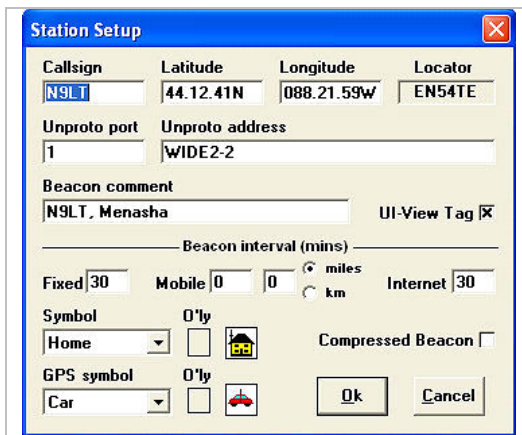 Station Setup
Callsign Latitude Longitude Locator
N9LT 44.12.41N 088.21.59W EN54TE
Unproto port Unproto address
1 WIDE2-2
Beacon comment
N9LT, Menasha UI-View Tag
Beacon interval (mins)
Fixed 30 Mobile 0 0 miles km Internet 30
Symbol O'ly
Home Compressed Beacon
GPS symbol O'ly
Car Ok Cancel